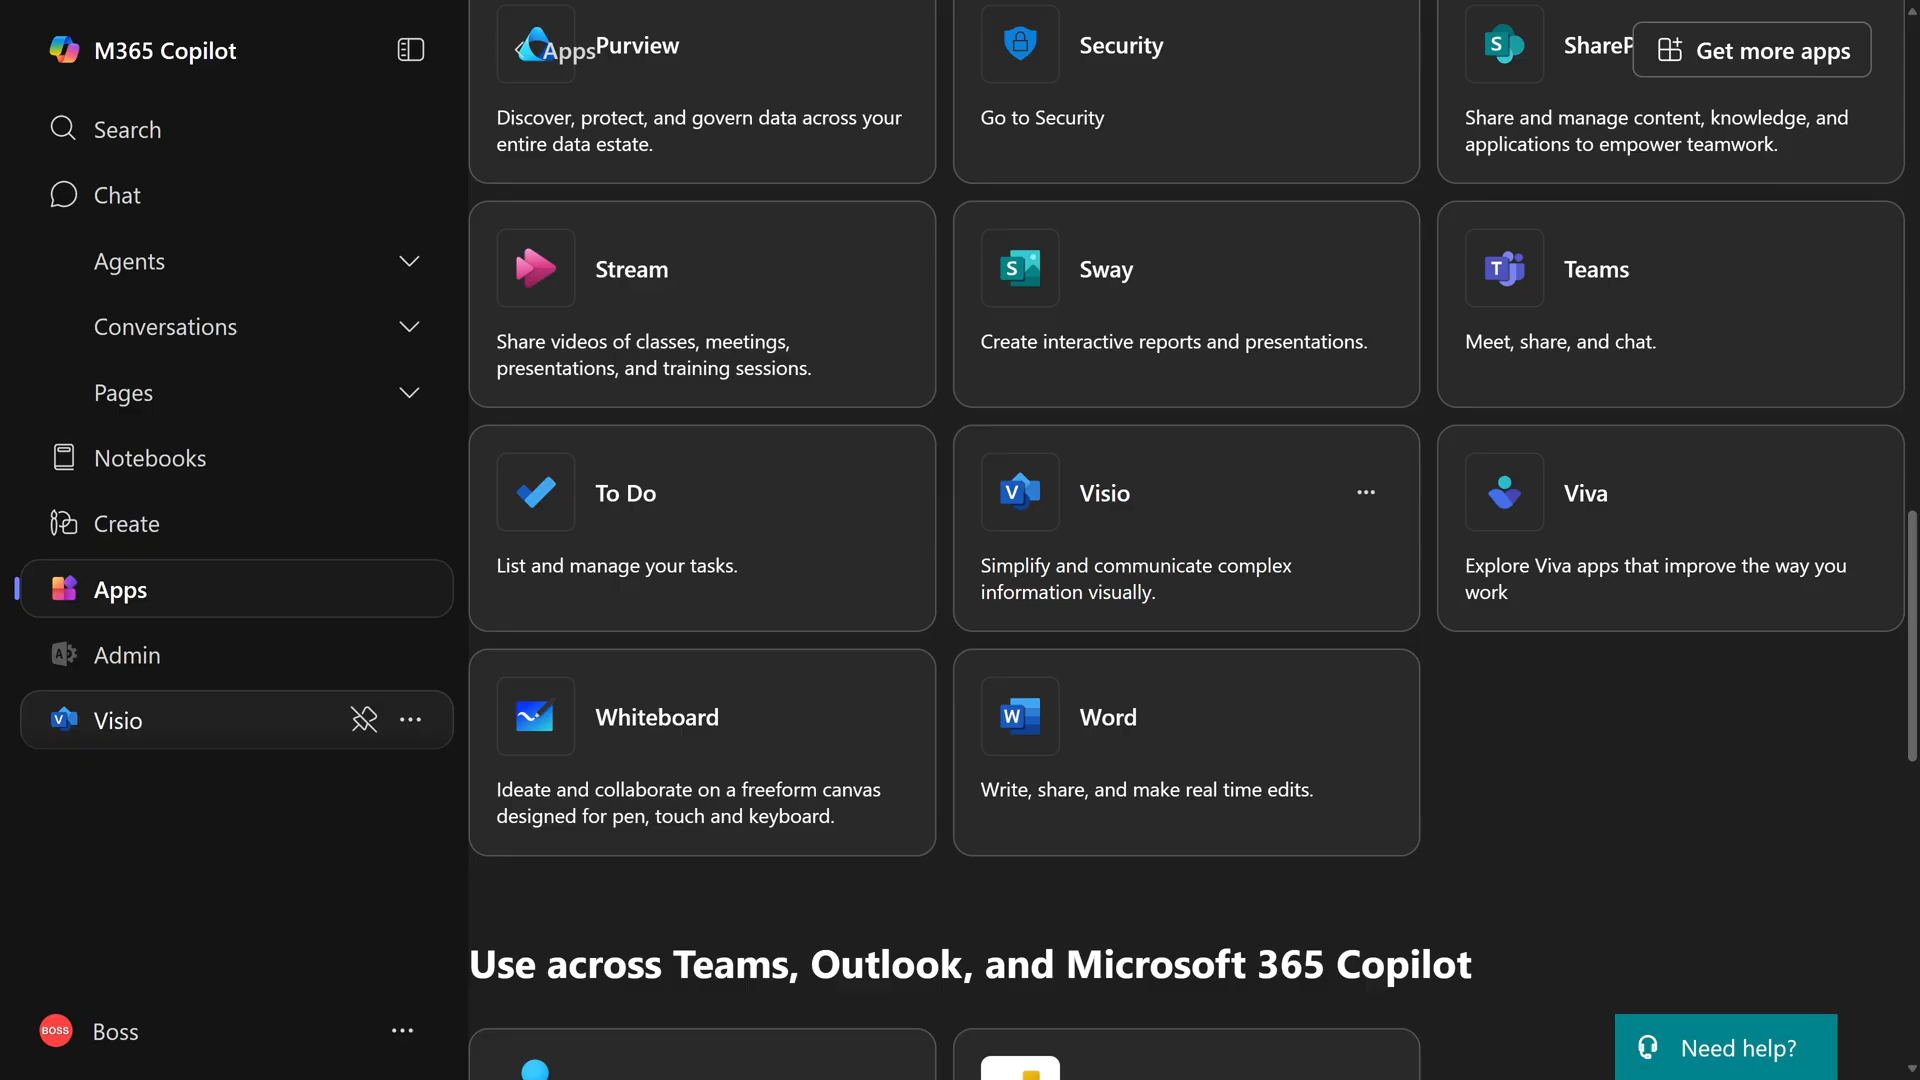 M365 Copilot
Search
Chat
Agents
Conversations
Pages
Notebooks
Create
Apps
Admin
Visio
BOSS
Boss
Apps
Get more apps
Purview
Discover, protect, and govern data across your
entire data estate.
Security
Go to Security
ShareP
Share and manage content, knowledge, and
applications to empower teamwork.
Stream
Share videos of classes, meetings,
presentations, and training sessions.
Sway
Create interactive reports and presentations.
Teams
Meet, share, and chat.
To Do
List and manage your tasks.
Visio
Simplify and communicate complex
information visually.
Viva
Explore Viva apps that improve the way you
work
Whiteboard
Ideate and collaborate on a freeform canvas
designed for pen, touch and keyboard.
Word
Write, share, and make real time edits.
Use across Teams, Outlook, and Microsoft 365 Copilot
Need help?